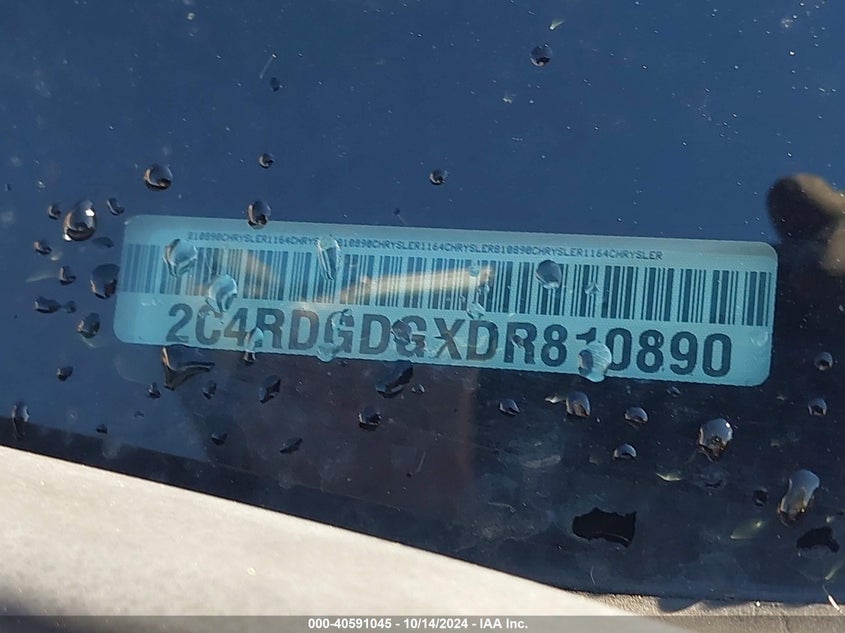 810890CHRYSLER1164CHRYSLER810890CHRYSLER1164CHRYSLER810890CHRYSLER1164CHRYSLER
2C4RDGDGXDR810890
000-40591045 - 10/14/2024 - IAA Inc.